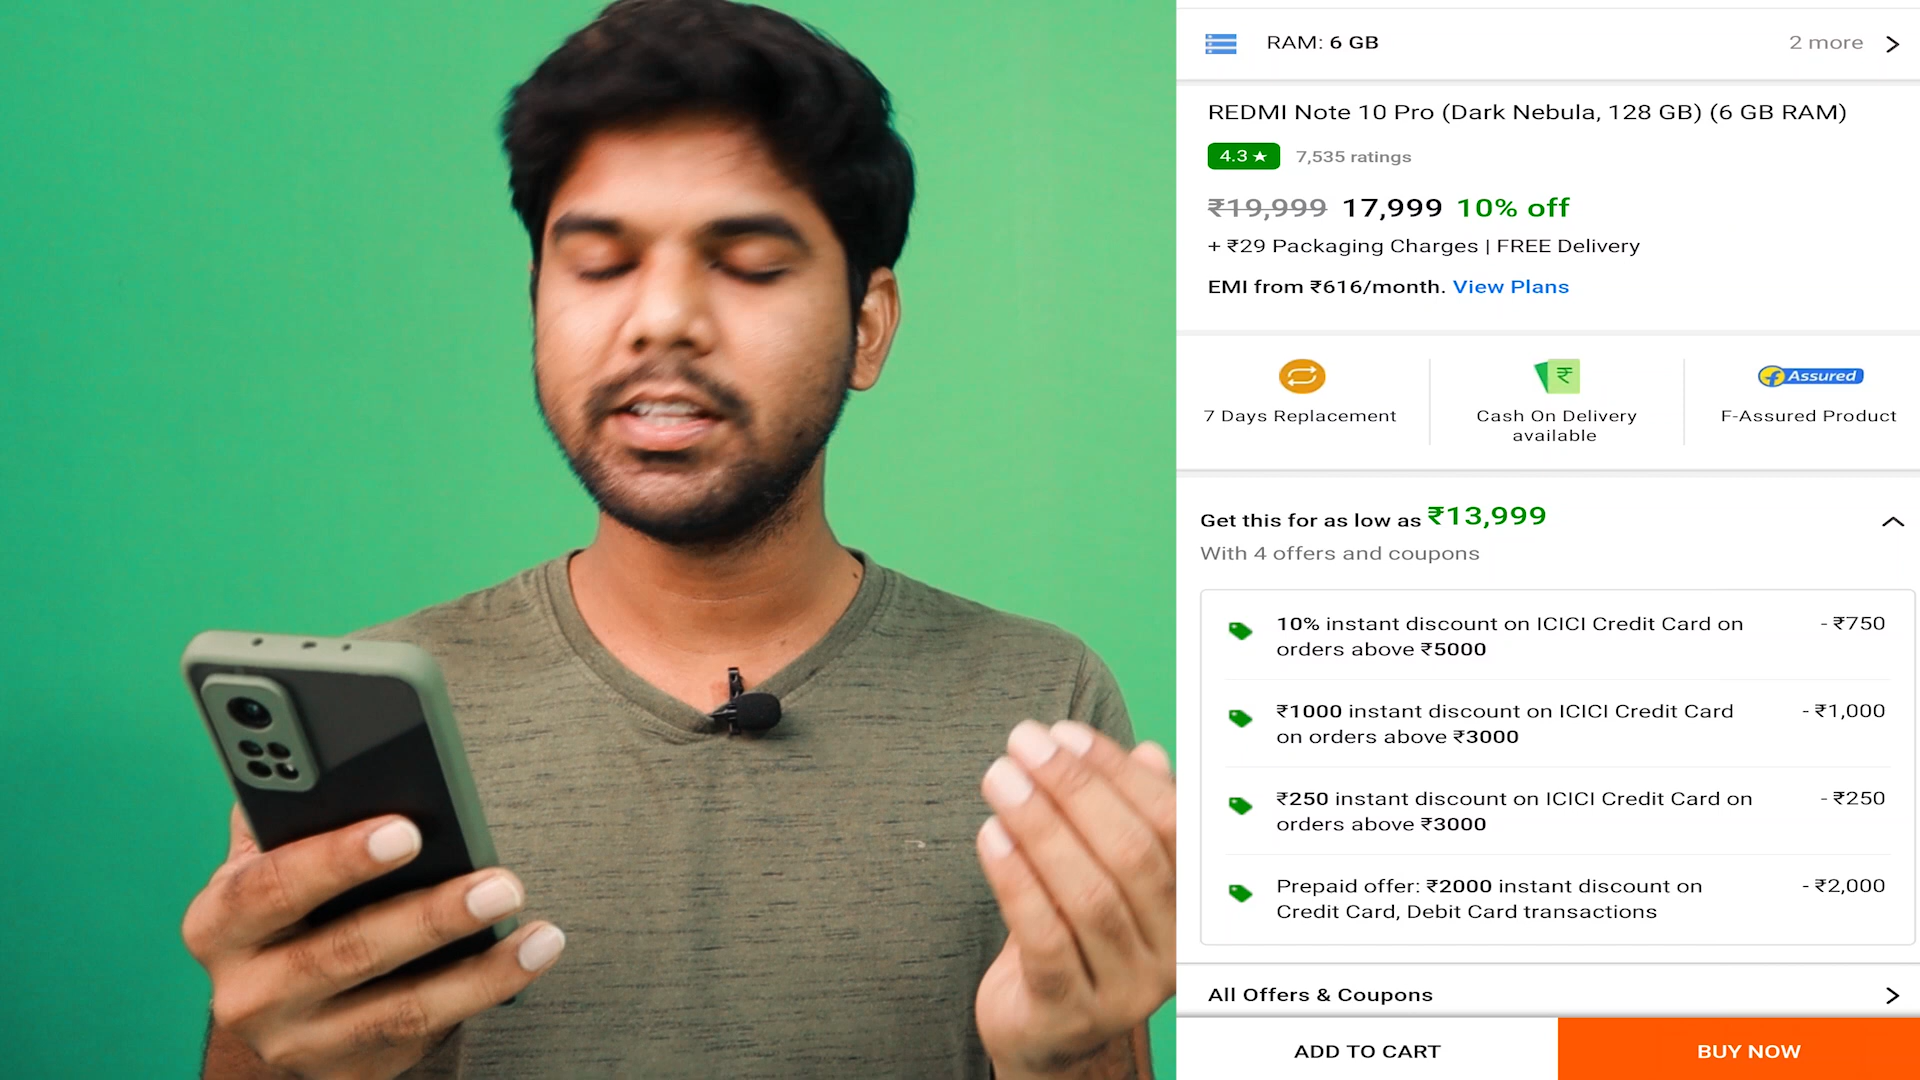 RAM: 6 GB 2 more
REDMI Note 10 Pro (Dark Nebula, 128 GB) (6 GB RAM)
4.3★ 7,535 ratings
₹19,999 17,999 10% off
+ ₹29 Packaging Charges | FREE Delivery
EMI from ₹616/month. View Plans
7 Days Replacement
Cash On Delivery
available
Assured
F-Assured Product
Get this for as low as ₹13,999
With 4 offers and coupons
10% instant discount on ICICI Credit Card on - ₹750
orders above ₹5000
₹1000 instant discount on ICICI Credit Card - ₹1,000
on orders above ₹3000
₹250 instant discount on ICICI Credit Card on - ₹250
orders above ₹3000
Prepaid offer: ₹2000 instant discount on - ₹2,000
Credit Card, Debit Card transactions
All Offers & Coupons
ADD TO CART BUY NOW